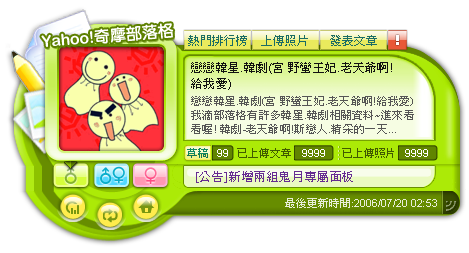 Yahoo!奇摩部落格
熱門排行榜 上傳照片 發表文章 !
戀戀韓星.韓劇(宮 野蠻王妃.老天爺啊!
給我愛)
戀戀韓星.韓劇(宮 野蠻王妃.老天爺啊!給我愛)
我適部落格有許多韓星.韓劇相關資料~進來看
看喔!韓劇-老天爺啊!斯戀人.精采的一天...
草稿 99 已上傳文章 9999 已上傳照片 9999
[公告]新增兩組鬼月專屬面板
最後更新時間:2006/07/20 02:53